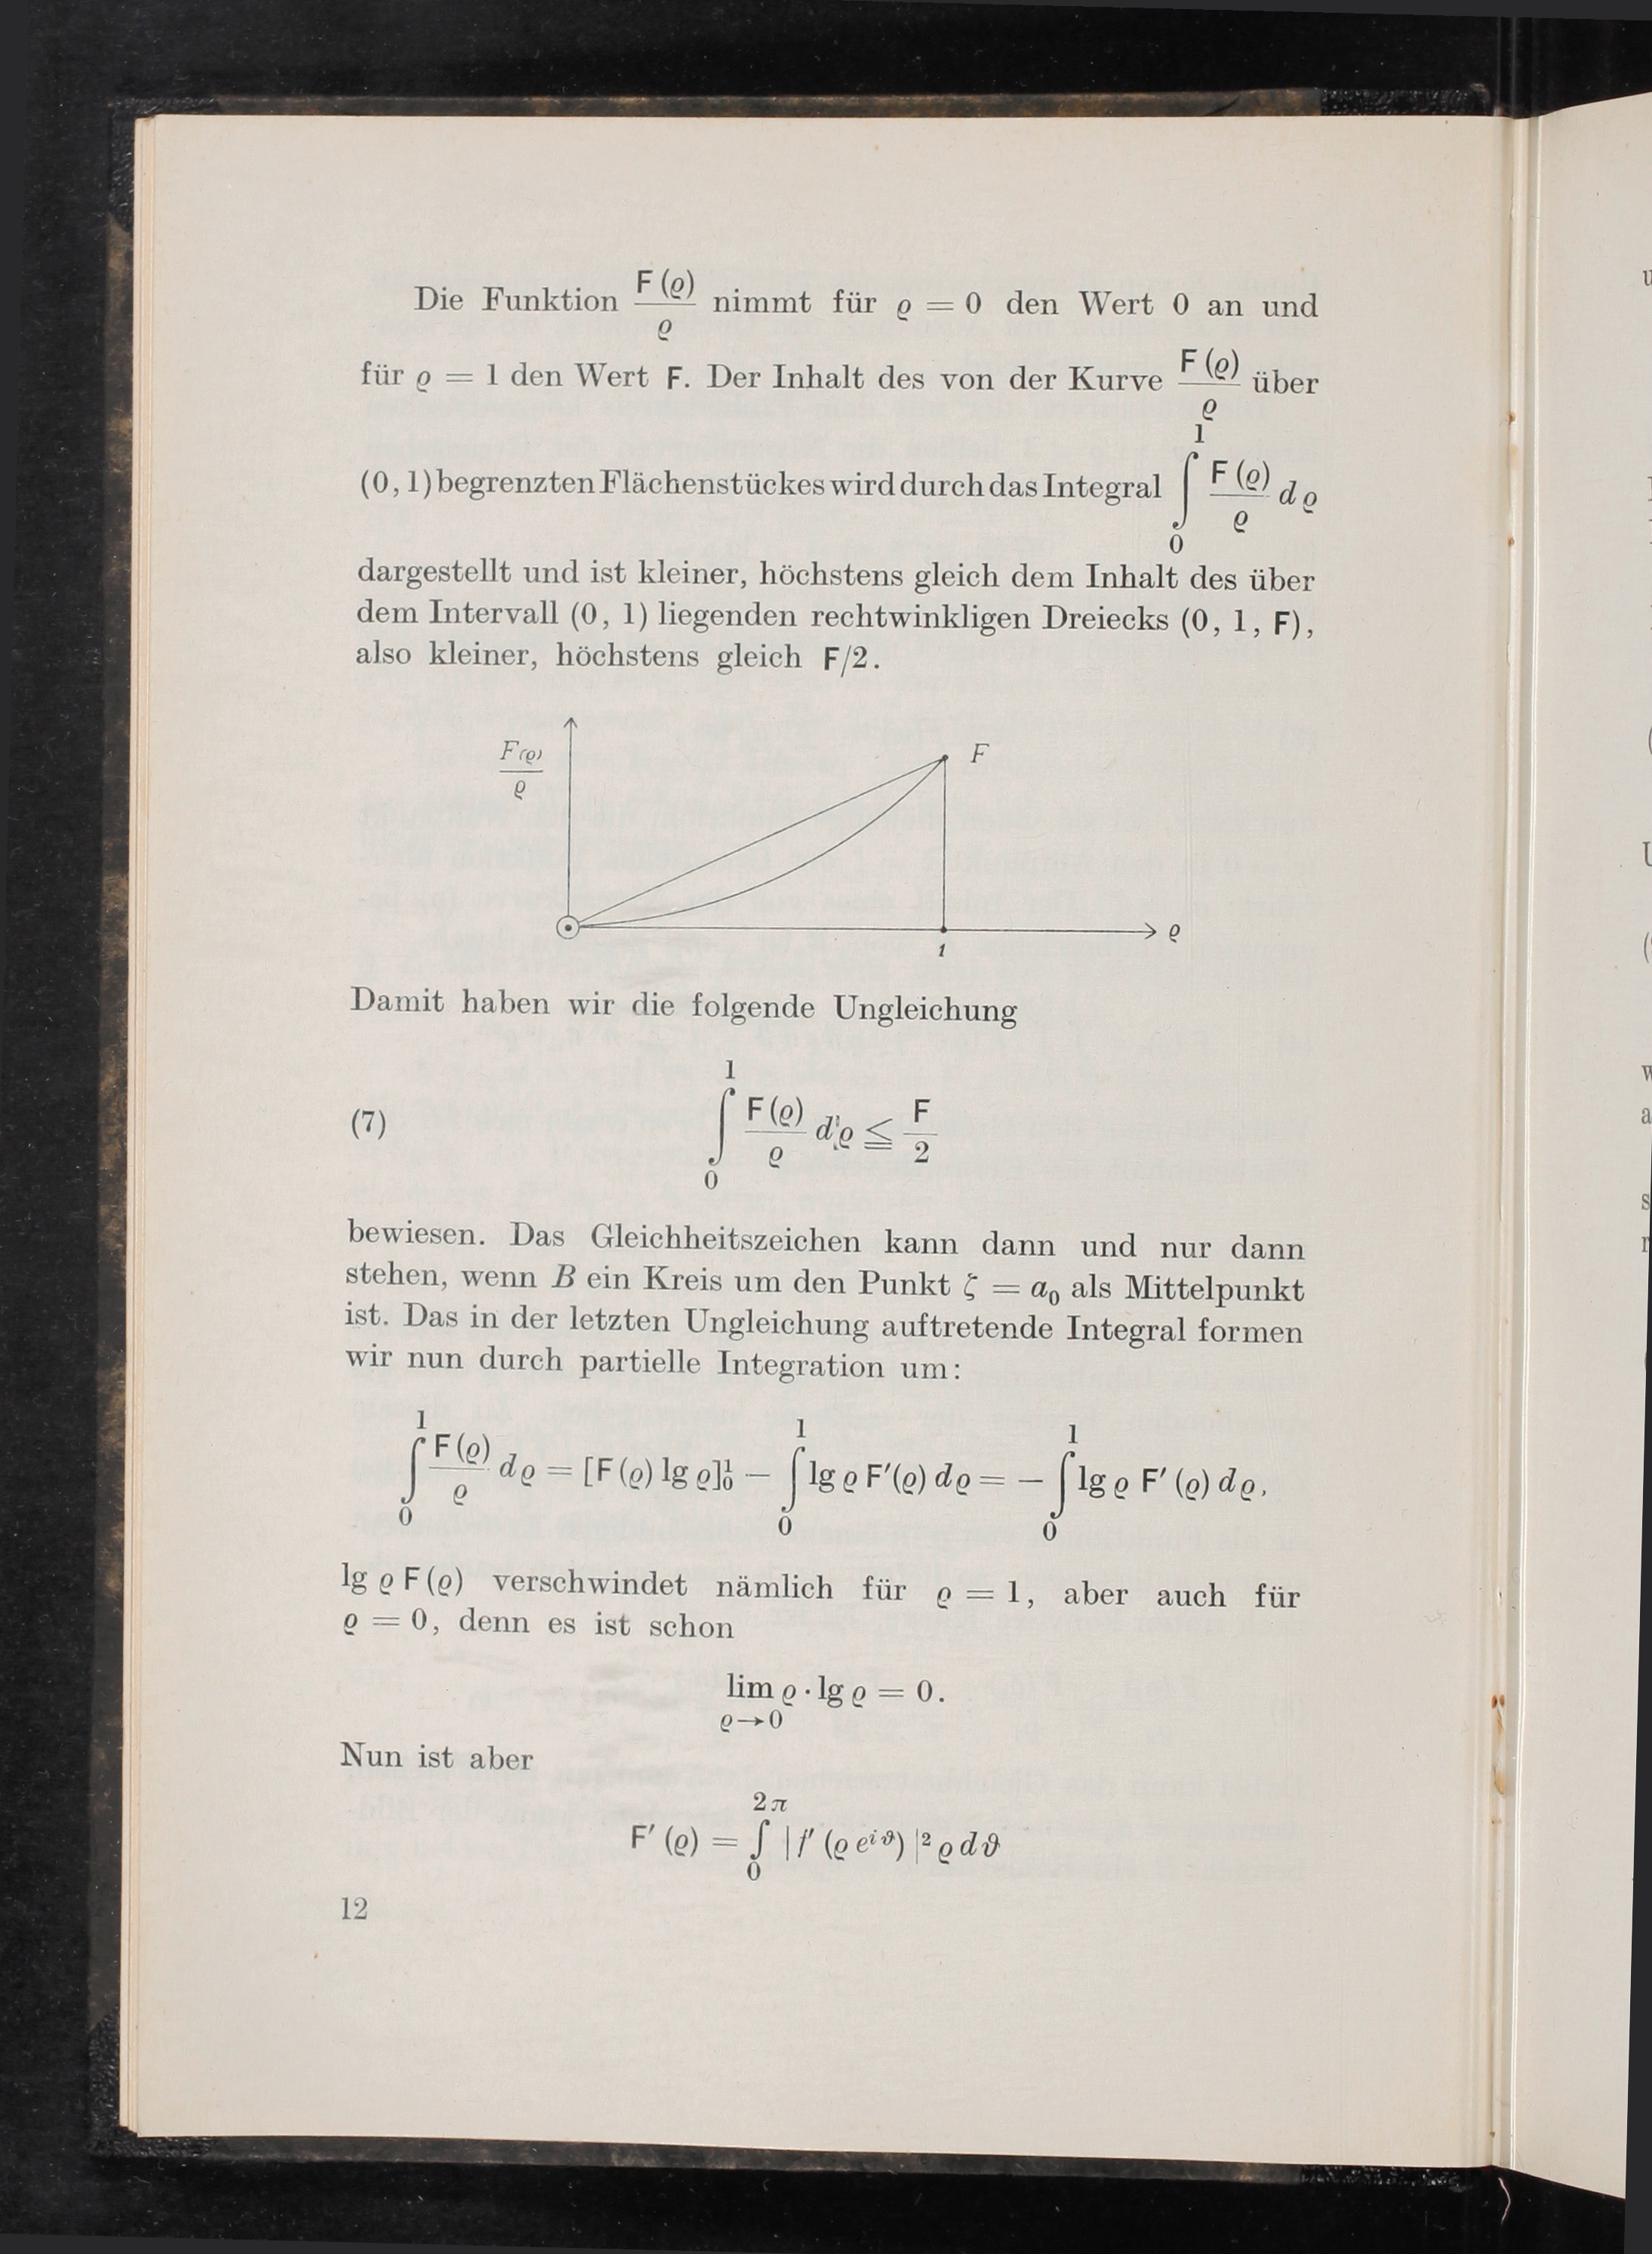 Die Funktion F(ϱ)/ϱ nimmt für ϱ = 0 den Wert 0 an und
für ϱ = 1 den Wert F. Der Inhalt des von der Kurve F(ϱ)/ϱ über
(0, 1) begrenzten Flächenstückes wird durch das Integral ∫₀¹ F(ϱ)/ϱ dϱ
dargestellt und ist kleiner, höchstens gleich dem Inhalt des über
dem Intervall (0, 1) liegenden rechtwinkligen Dreiecks (0, 1, F),
also kleiner, höchstens gleich F/2.
F(ϱ)/ϱ
F
ϱ
1
Damit haben wir die folgende Ungleichung
(7) ∫₀¹ F(ϱ)/ϱ dϱ ≦ F/2
bewiesen. Das Gleichheitszeichen kann dann und nur dann
stehen, wenn B ein Kreis um den Punkt ζ = a₀ als Mittelpunkt
ist. Das in der letzten Ungleichung auftretende Integral formen
wir nun durch partielle Integration um:
∫₀¹ F(ϱ)/ϱ dϱ = [F(ϱ) lg ϱ]₀¹ − ∫₀¹ lg ϱ F′(ϱ) dϱ = − ∫₀¹ lg ϱ F′(ϱ) dϱ,
lg ϱ F(ϱ) verschwindet nämlich für ϱ = 1, aber auch für
ϱ = 0, denn es ist schon
lim ϱ · lg ϱ = 0.
ϱ→0
Nun ist aber
F′(ϱ) = ∫₀^{2π} |f′(ϱ e^{iϑ})|² ϱ dϑ
12